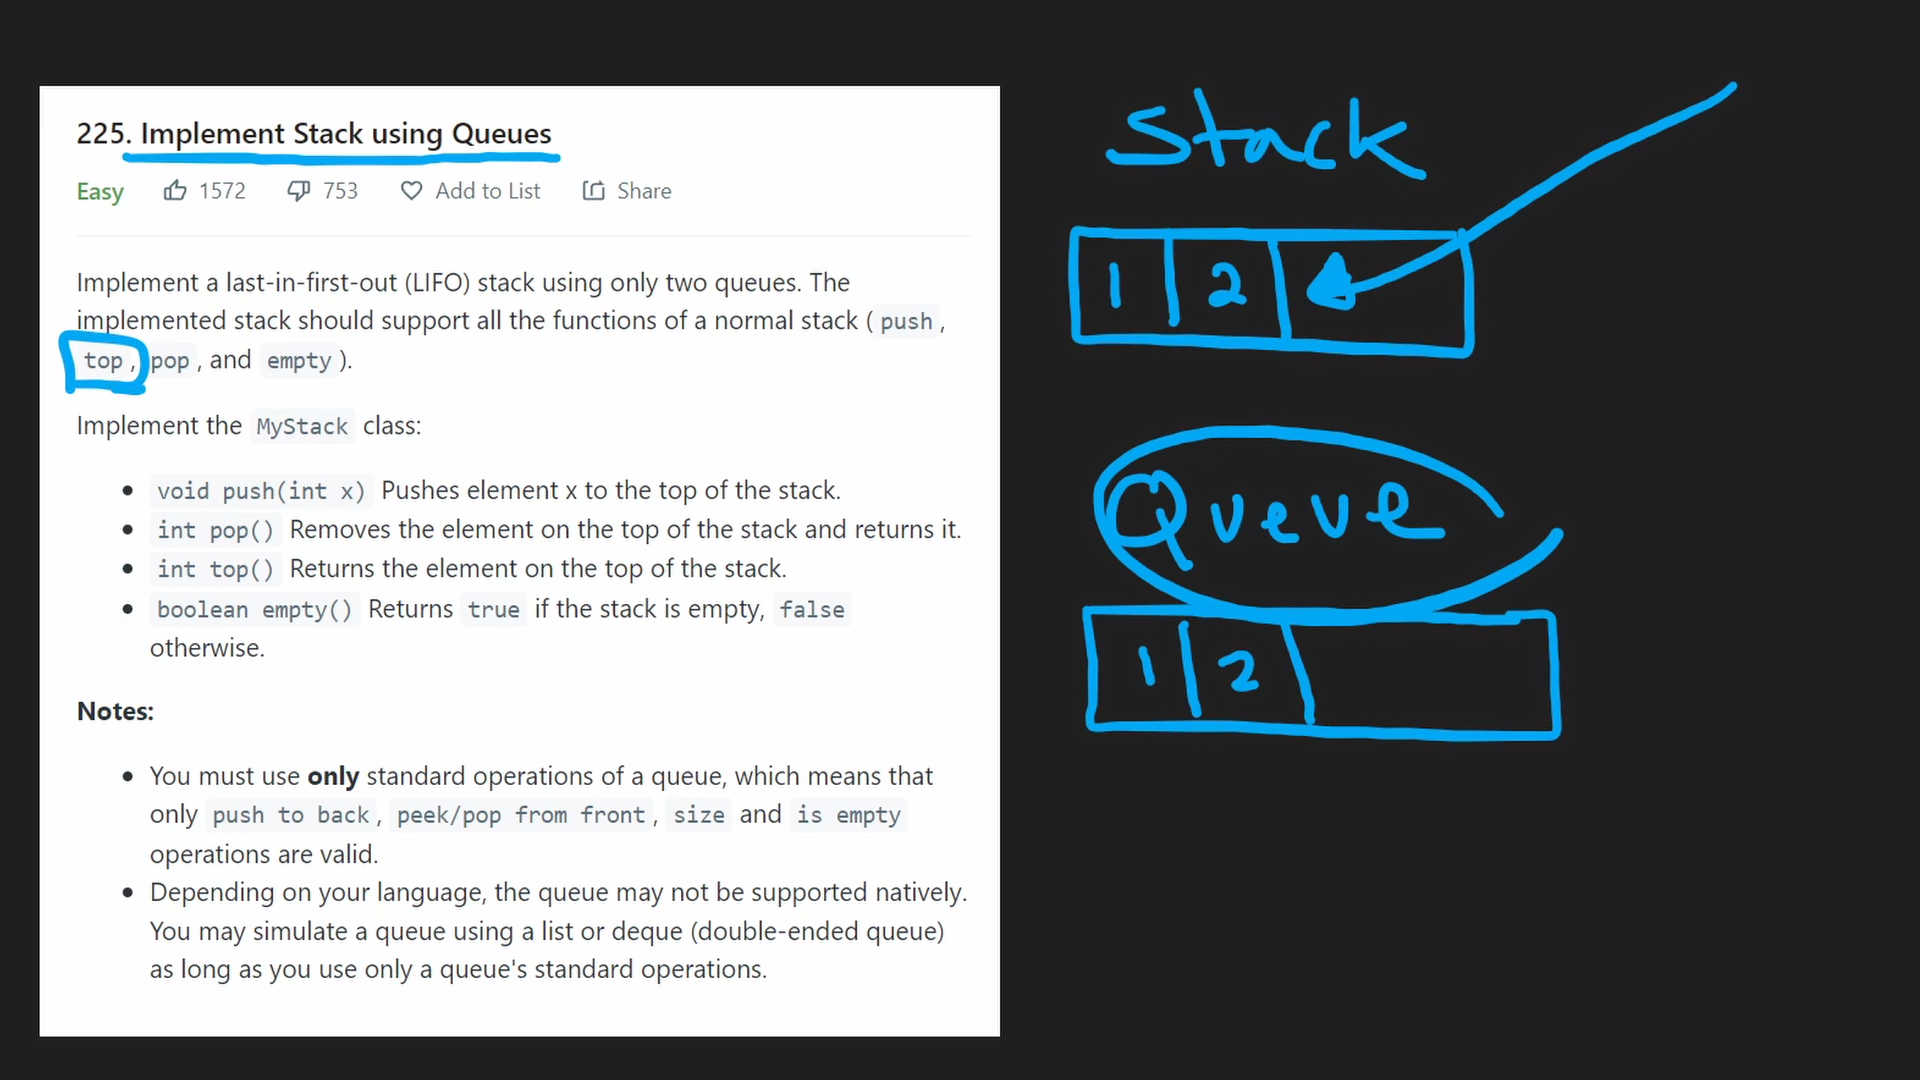 225. Implement Stack using Queues
Easy 1572 753 Add to List Share
Implement a last-in-first-out (LIFO) stack using only two queues. The
implemented stack should support all the functions of a normal stack ( push ,
top , pop , and empty ).
Implement the MyStack class:
• void push(int x) Pushes element x to the top of the stack.
• int pop() Removes the element on the top of the stack and returns it.
• int top() Returns the element on the top of the stack.
• boolean empty() Returns true if the stack is empty, false
otherwise.
Notes:
• You must use only standard operations of a queue, which means that
only push to back , peek/pop from front , size and is empty
operations are valid.
• Depending on your language, the queue may not be supported natively.
You may simulate a queue using a list or deque (double-ended queue)
as long as you use only a queue's standard operations.
Stack
1 2
Queue
1 2